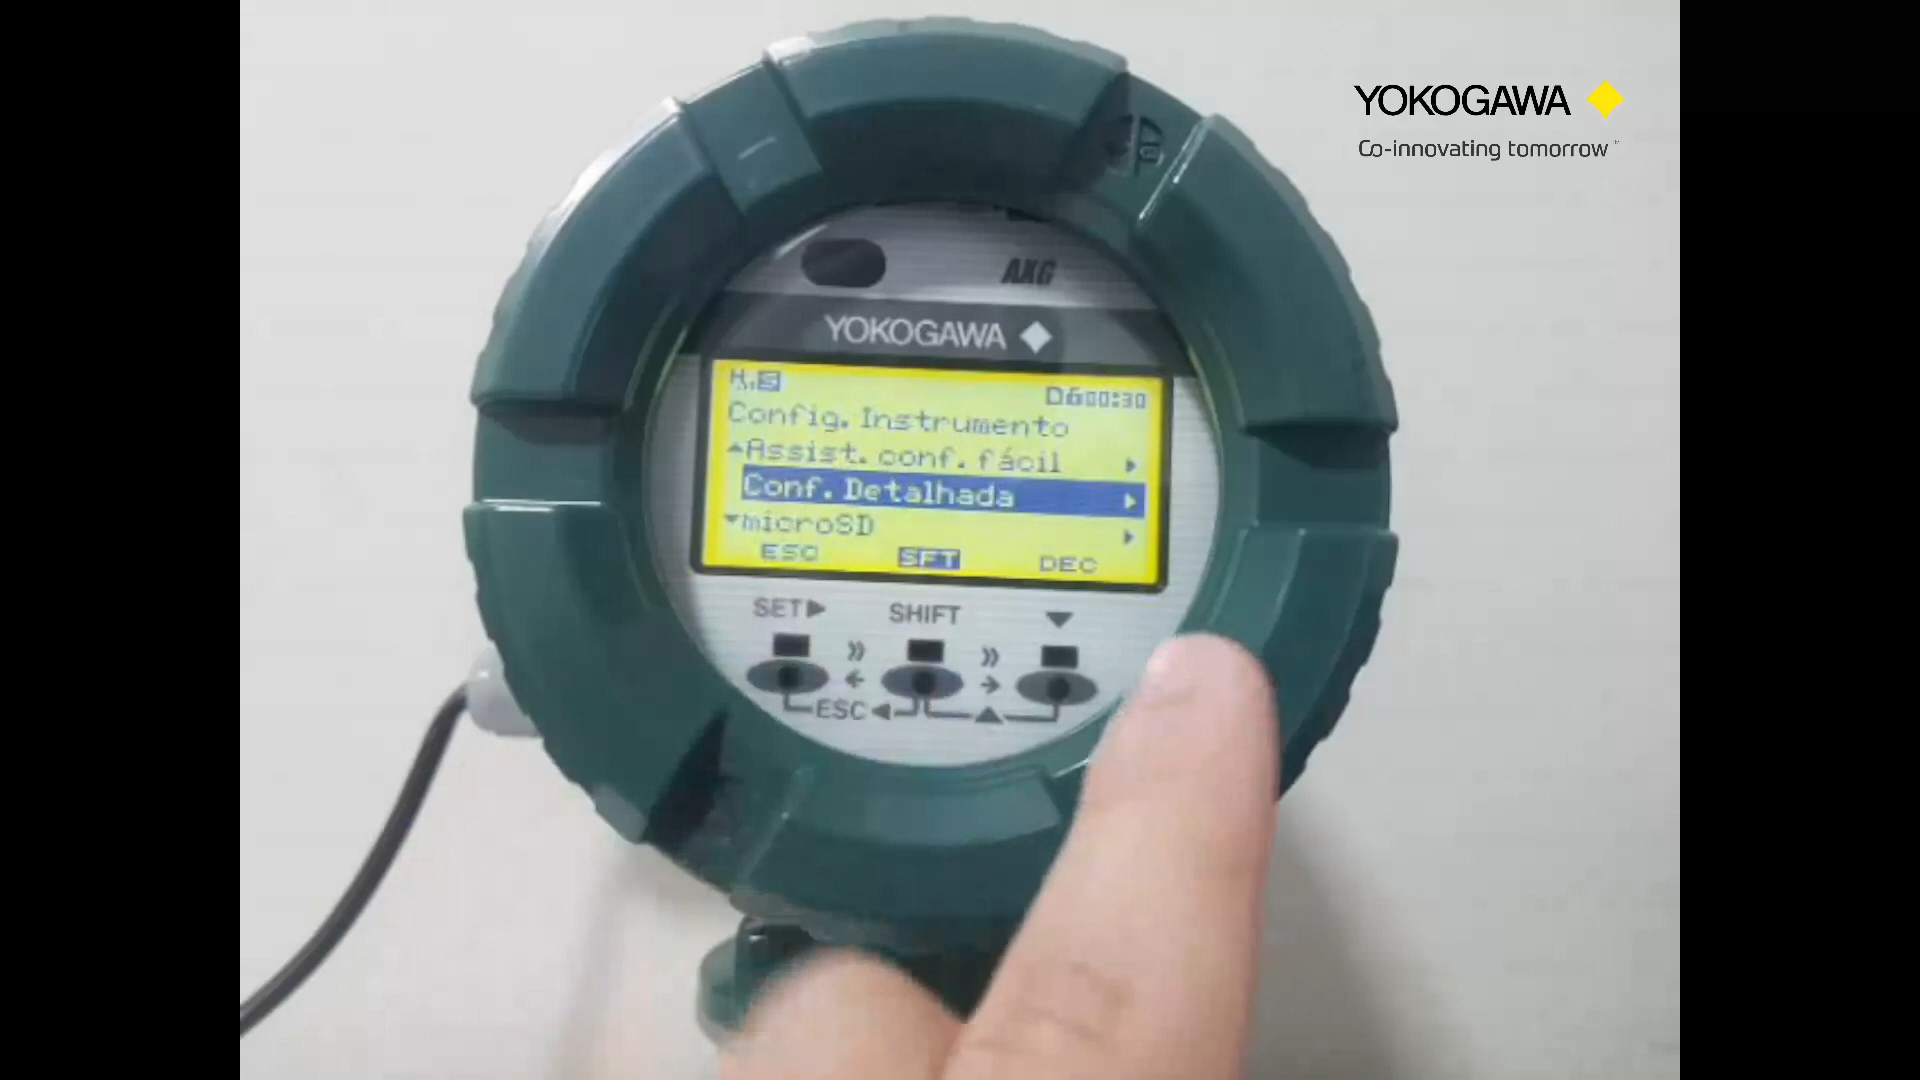 YOKOGAWA
Co-innovating tomorrow
AXG
YOKOGAWA
Config. Instrumento
Assist. conf. fácil
Conf. Detalhada
microSD
ESC SFT DEC
SET SHIFT
ESC